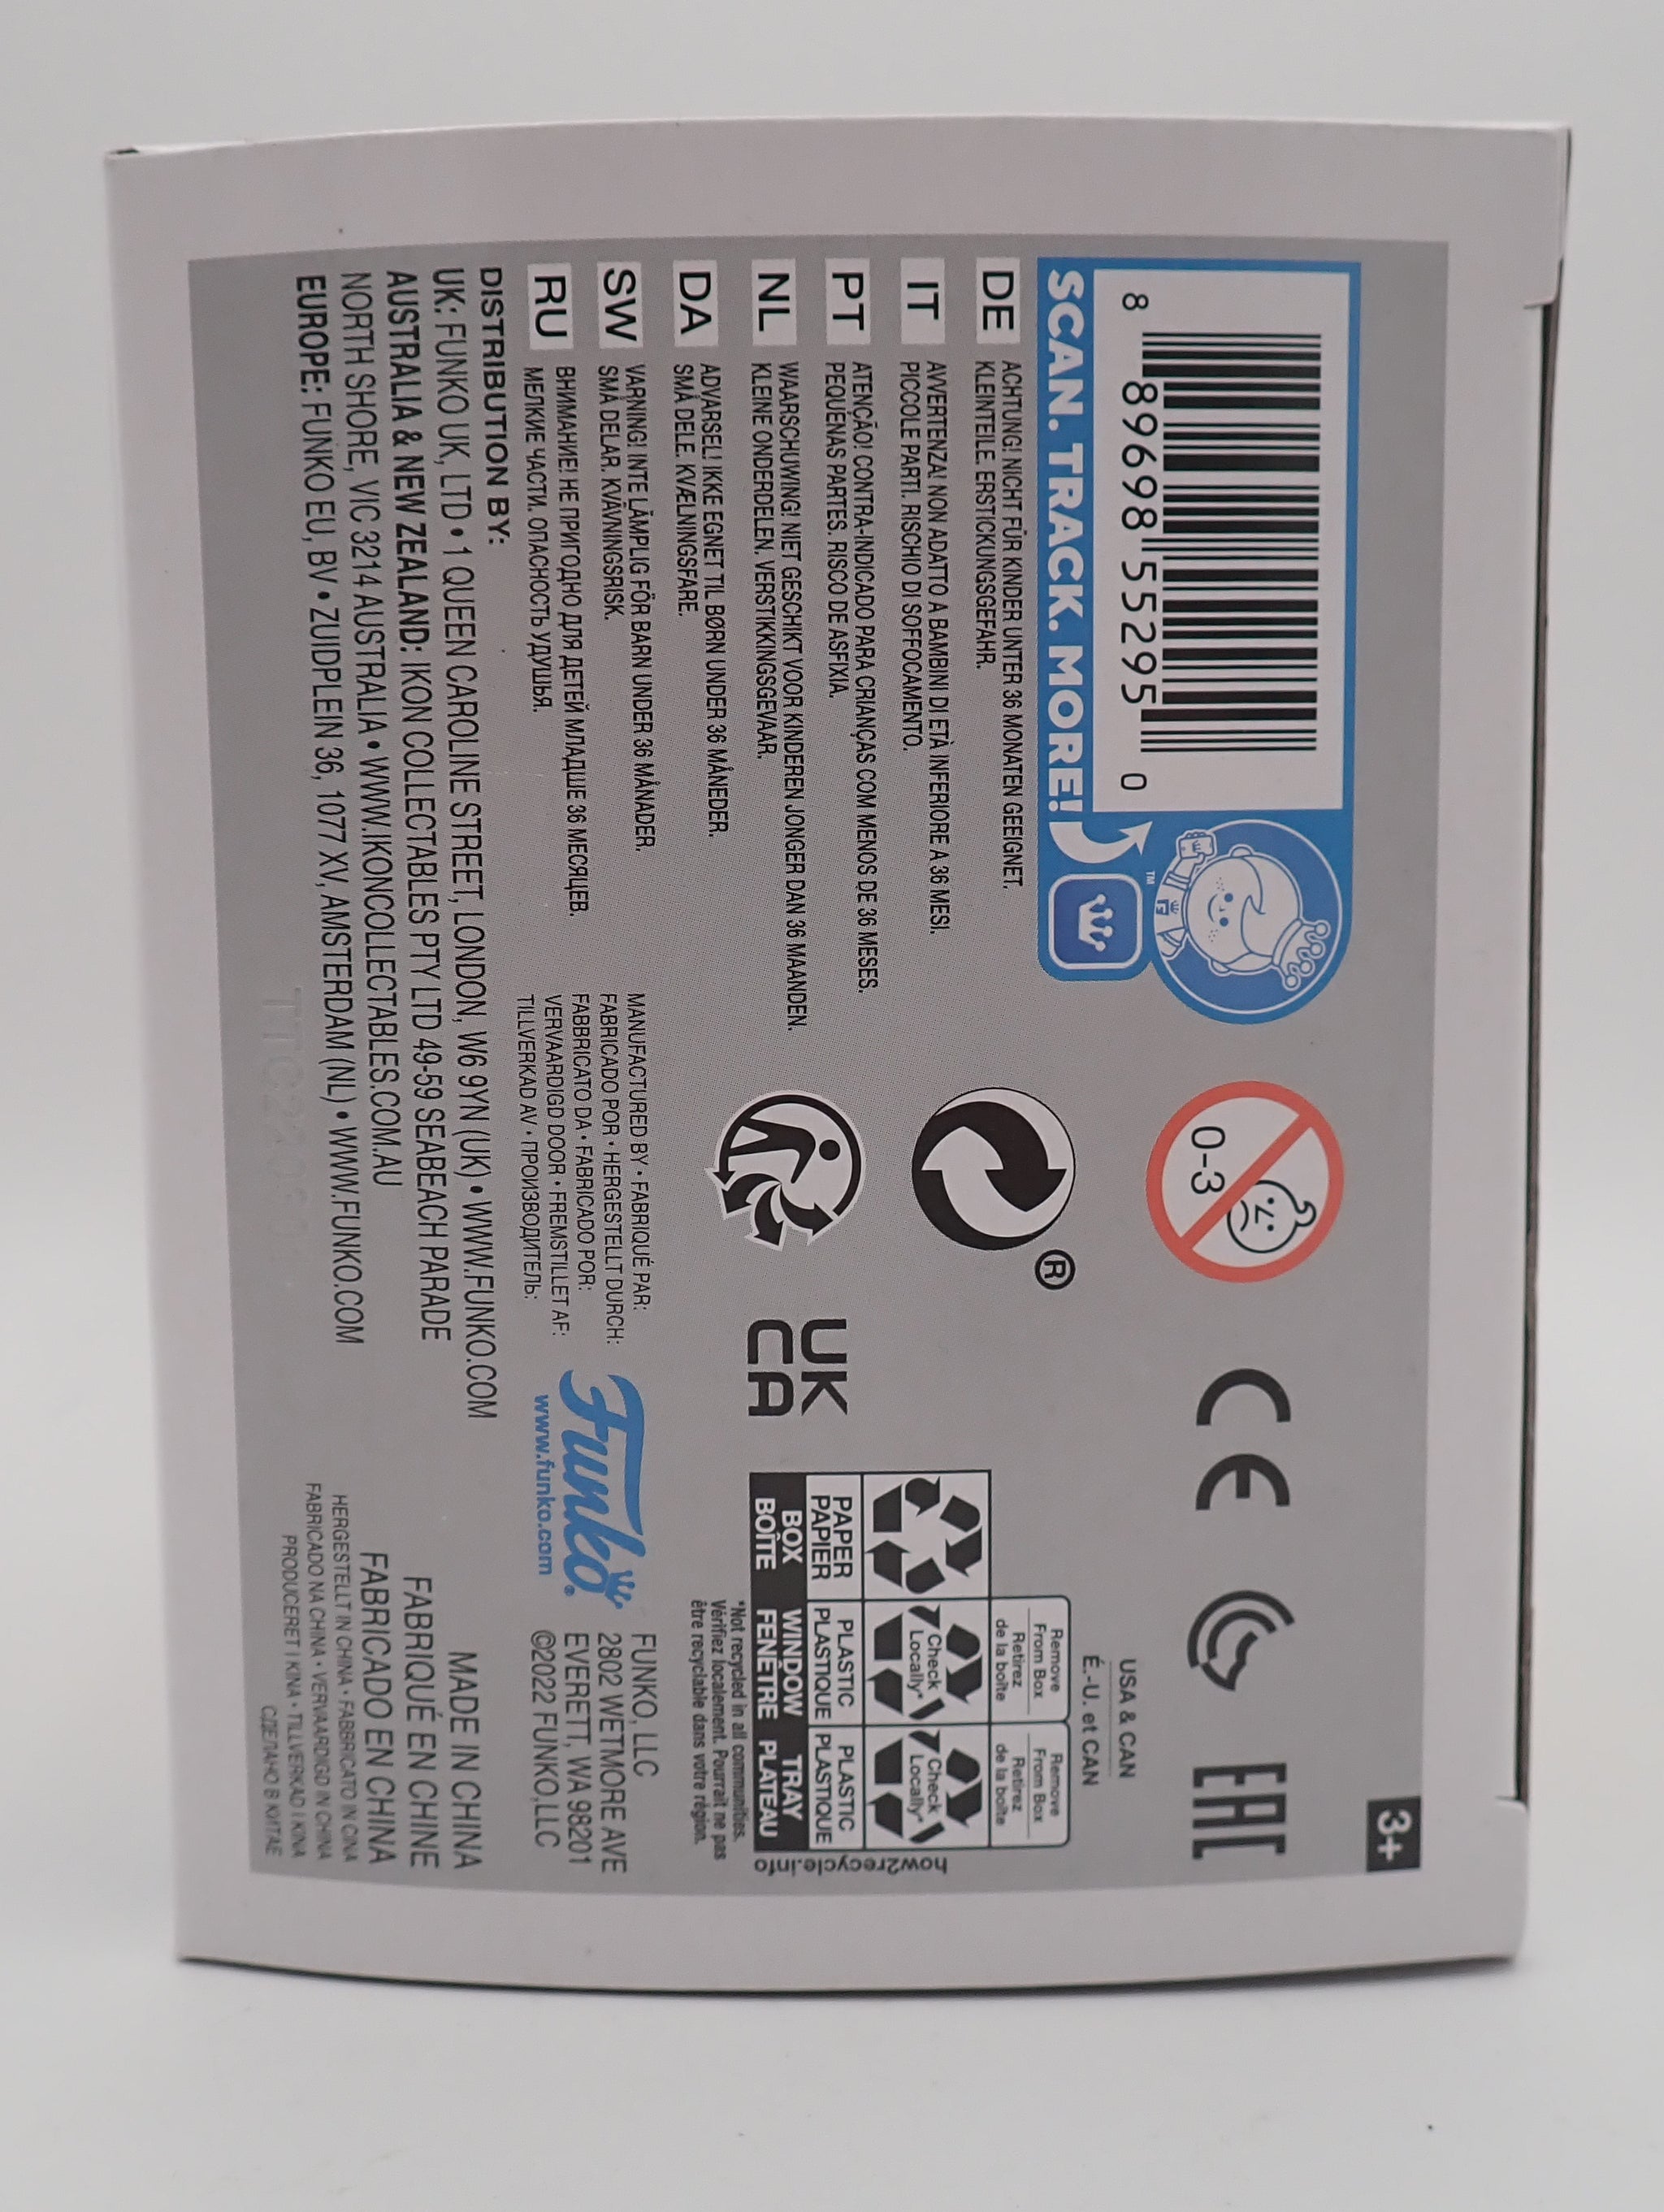 3+
8 89698 55295 0
SCAN. TRACK. MORE!
TM
0-3
CE
EAC
DE
ACHTUNG! NICHT FÜR KINDER UNTER 36 MONATEN GEEIGNET.
KLEINTEILE. ERSTICKUNGSGEFAHR.
IT
AVVERTENZA! NON ADATTO A BAMBINI DI ETÀ INFERIORE A 36 MESI.
PICCOLE PARTI. RISCHIO DI SOFFOCAMENTO.
PT
ATENÇÃO! CONTRA-INDICADO PARA CRIANÇAS COM MENOS DE 36 MESES.
PEQUENAS PARTES. RISCO DE ASFIXIA.
NL
WAARSCHUWING! NIET GESCHIKT VOOR KINDEREN JONGER DAN 36 MAANDEN.
KLEINE ONDERDELEN. VERSTIKKINGSGEVAAR.
DA
ADVARSEL! IKKE EGNET TIL BØRN UNDER 36 MÅNEDER.
SMÅ DELE. KVÆLNINGSFARE.
SW
VARNING! INTE LÄMPLIG FÖR BARN UNDER 36 MÅNADER.
SMÅ DELAR. KVÄVNINGSRISK.
RU
ВНИМАНИЕ! НЕ ПРИГОДНО ДЛЯ ДЕТЕЙ МЛАДШЕ 36 МЕСЯЦЕВ.
МЕЛКИЕ ЧАСТИ. ОПАСНОСТЬ УДУШЬЯ.
®
UK
CA
USA & CAN
É.-U. et CAN
Remove
From Box
Retirez
de la boîte
Remove
From Box
Retirez
de la boîte
Check
Locally*
Check
Locally*
PAPER
PAPIER
PLASTIC
PLASTIQUE
PLASTIC
PLASTIQUE
BOX
BOÎTE
WINDOW
FENÊTRE
TRAY
PLATEAU
how2recycle.info
*Not recycled in all communities.
Vérifiez localement. Pourrait ne pas
être recyclable dans votre région.
MANUFACTURED BY • FABRIQUÉ PAR:
FABRICADO POR • HERGESTELLT DURCH:
FABBRICATO DA • FABRICADO POR:
VERVAARDIGD DOOR • FREMSTILLET AF:
TILLVERKAD AV • ПРОИЗВОДИТЕЛЬ:
Funko®
www.funko.com
FUNKO, LLC
2802 WETMORE AVE
EVERETT, WA 98201
©2022 FUNKO,LLC
DISTRIBUTION BY:
UK: FUNKO UK, LTD • 1 QUEEN CAROLINE STREET, LONDON, W6 9YN (UK) • WWW.FUNKO.COM
AUSTRALIA & NEW ZEALAND: IKON COLLECTABLES PTY LTD 49-59 SEABEACH PARADE
NORTH SHORE, VIC 3214 AUSTRALIA • WWW.IKONCOLLECTABLES.COM.AU
EUROPE: FUNKO EU, BV • ZUIDPLEIN 36, 1077 XV, AMSTERDAM (NL) • WWW.FUNKO.COM
MADE IN CHINA
FABRIQUÉ EN CHINE
FABRICADO EN CHINA
HERGESTELLT IN CHINA • FABBRICATO IN CINA
FABRICADO NA CHINA • VERVAARDIGD IN CHINA
PRODUCERET I KINA • TILLVERKAD I KINA
СДЕЛАНО В КИТАЕ